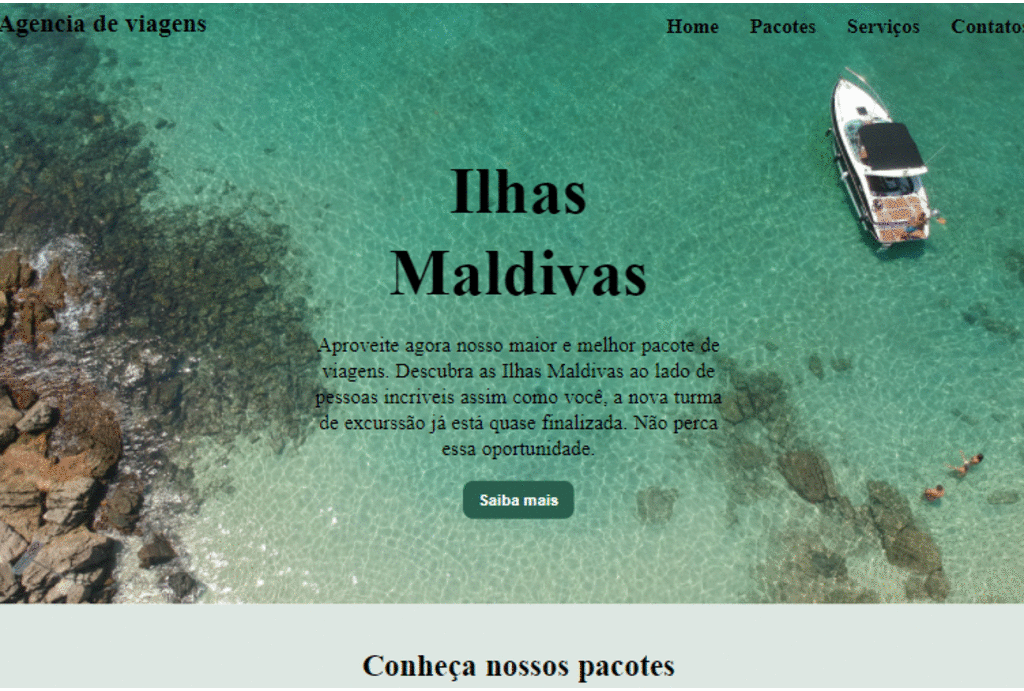 Agencia de viagens
Home Pacotes Serviços Contatos
Ilhas
Maldivas
Aproveite agora nosso maior e melhor pacote de
viagens. Descubra as Ilhas Maldivas ao lado de
pessoas incriveis assim como você, a nova turma
de excurssão já está quase finalizada. Não perca
essa oportunidade.
Saiba mais
Conheça nossos pacotes